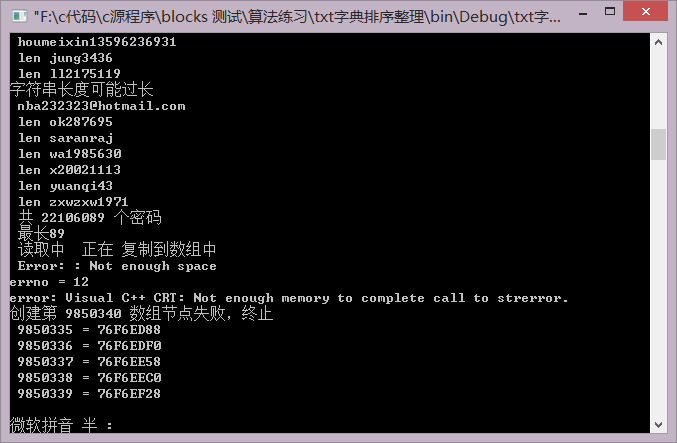 "F:\c代码\c源程序\blocks 测试\算法练习\txt字典排序整理\bin\Debug\txt字...
houmeixin13596236931
len jung3436
len ll2175119
字符串长度可能过长
nba232323@hotmail.com
len ok287695
len saranraj
len wa1985630
len x20021113
len yuanqi43
len zxwzxw1971
共 22106089 个密码
最长89
读取中  正在 复制到数组中
Error: : Not enough space
errno = 12
error: Visual C++ CRT: Not enough memory to complete call to strerror.
创建第 9850340 数组节点失败，终止
9850335 = 76F6ED88
9850336 = 76F6EDF0
9850337 = 76F6EE58
9850338 = 76F6EEC0
9850339 = 76F6EF28
微软拼音 半 :